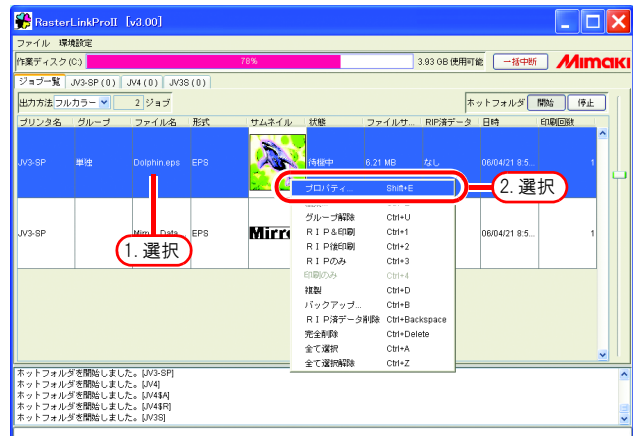 RasterLinkProII [v3.00]
ファイル 環境設定
作業ディスク(C:) 78% 3.93 GB 使用可能 一括中断 Mimaki
ジョブ一覧 JV3-SP(0) JV4(0) JV3S(0)
出力方法 フルカラー 2 ジョブ ホットフォルダ 開始 停止
プリンタ名 グループ ファイル名 形式 サムネイル 状態 ファイルサ... RIP済データ 日時 印刷回数
JV3-SP 単独 Dolphin.eps EPS 待機中 6.21 MB なし 06/04/21 8:5... 1
プロパティ... Shift+E
2. 選択
グループ解除 Ctrl+U
JV3-SP EPS Mirr 06/04/21 8:5... 1
1. 選択
RIP&印刷 Ctrl+1
RIP後印刷 Ctrl+2
RIPのみ Ctrl+3
印刷のみ Ctrl+4
複製 Ctrl+D
バックアップ... Ctrl+B
RIP済データ削除 Ctrl+Backspace
完全削除 Ctrl+Delete
全て選択 Ctrl+A
全て選択解除 Ctrl+Z
ホットフォルダを開始しました。[JV3-SP]
ホットフォルダを開始しました。[JV4]
ホットフォルダを開始しました。[JV4$A]
ホットフォルダを開始しました。[JV4$R]
ホットフォルダを開始しました。[JV3S]